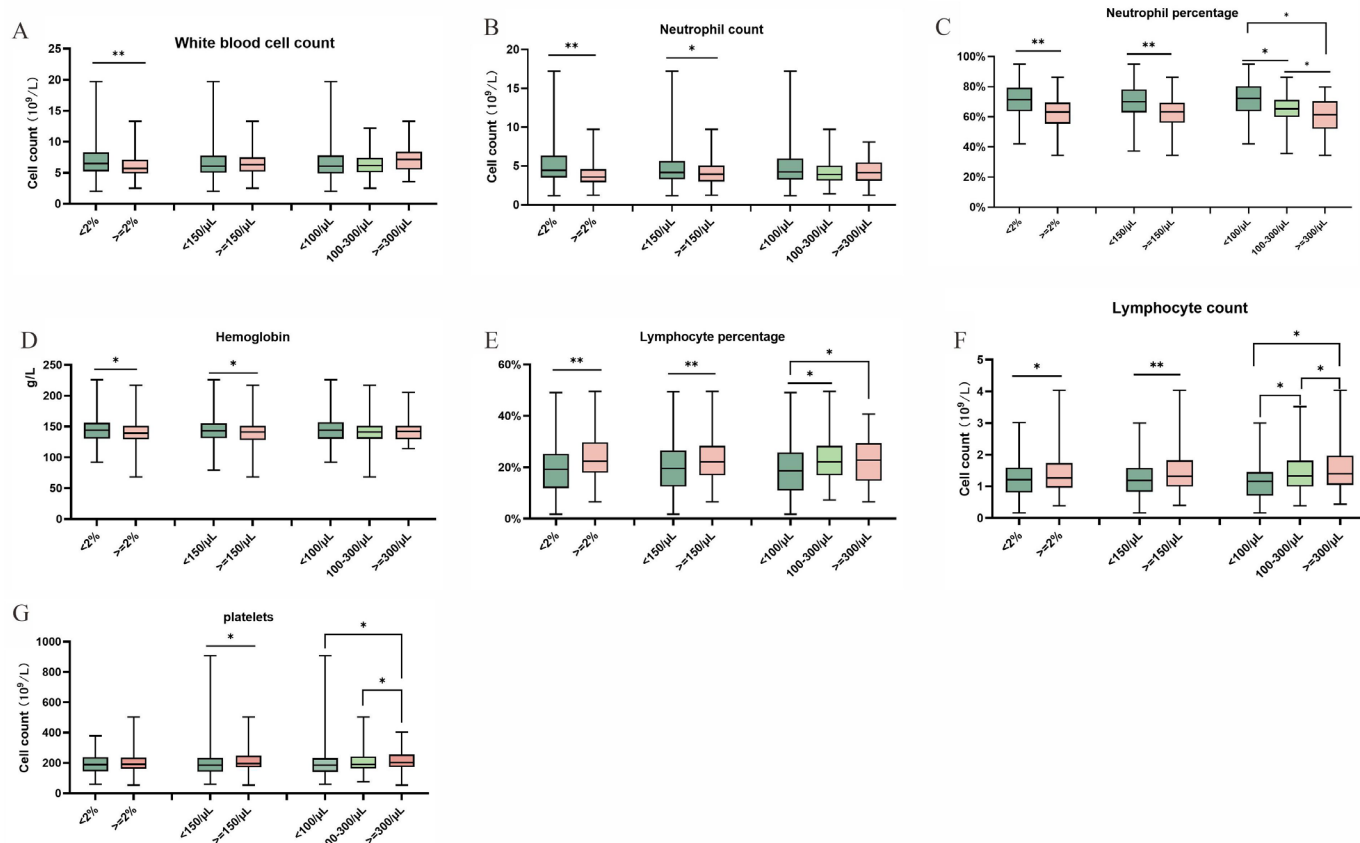 A
White blood cell count
**
Cell count (10⁹/L)
25
20
15
10
5
0
<2%
>=2%
<150/μL
>=150/μL
<100/μL
100-300/μL
>=300/μL
B
Neutrophil count
**
*
Cell count (10⁹/L)
25
20
15
10
5
0
<2%
>=2%
<150/μL
>=150/μL
<100/μL
100-300/μL
>=300/μL
C
Neutrophil percentage
**
**
*
*
*
100%
80%
60%
40%
20%
0%
<2%
>=2%
<150/μL
>=150/μL
<100/μL
100-300/μL
>=300/μL
D
Hemoglobin
*
*
g/L
250
200
150
100
50
0
<2%
>=2%
<150/μL
>=150/μL
<100/μL
100-300/μL
>=300/μL
E
Lymphocyte percentage
**
**
*
*
60%
40%
20%
0%
<2%
>=2%
<150/μL
>=150/μL
<100/μL
100-300/μL
>=300/μL
F
Lymphocyte count
*
**
*
*
*
Cell count (10⁹/L)
5
4
3
2
1
0
<2%
>=2%
<150/μL
>=150/μL
<100/μL
100-300/μL
>=300/μL
G
platelets
*
*
*
Cell count (10⁹/L)
1000
800
600
400
200
0
<2%
>=2%
<150/μL
>=150/μL
<100/μL
100-300/μL
>=300/μL